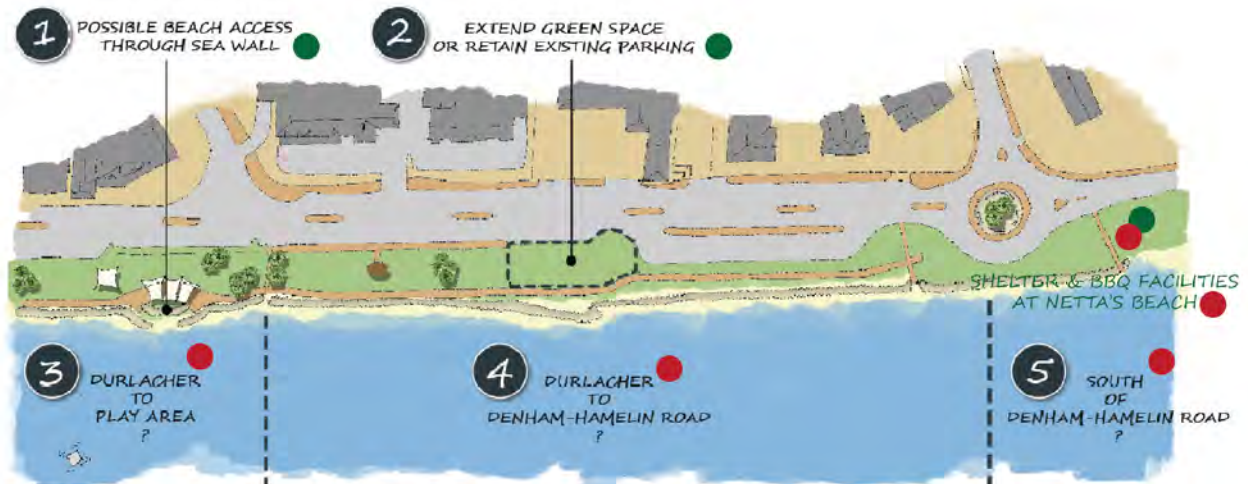 1
POSSIBLE BEACH ACCESS
THROUGH SEA WALL
2
EXTEND GREEN SPACE
OR RETAIN EXISTING PARKING
SHELTER & BBQ FACILITIES
AT NETTA'S BEACH
3
DURLACHER
TO
PLAY AREA
?
4
DURLACHER
TO
DENHAM-HAMELIN ROAD
?
5
SOUTH
OF
DENHAM-HAMELIN ROAD
?